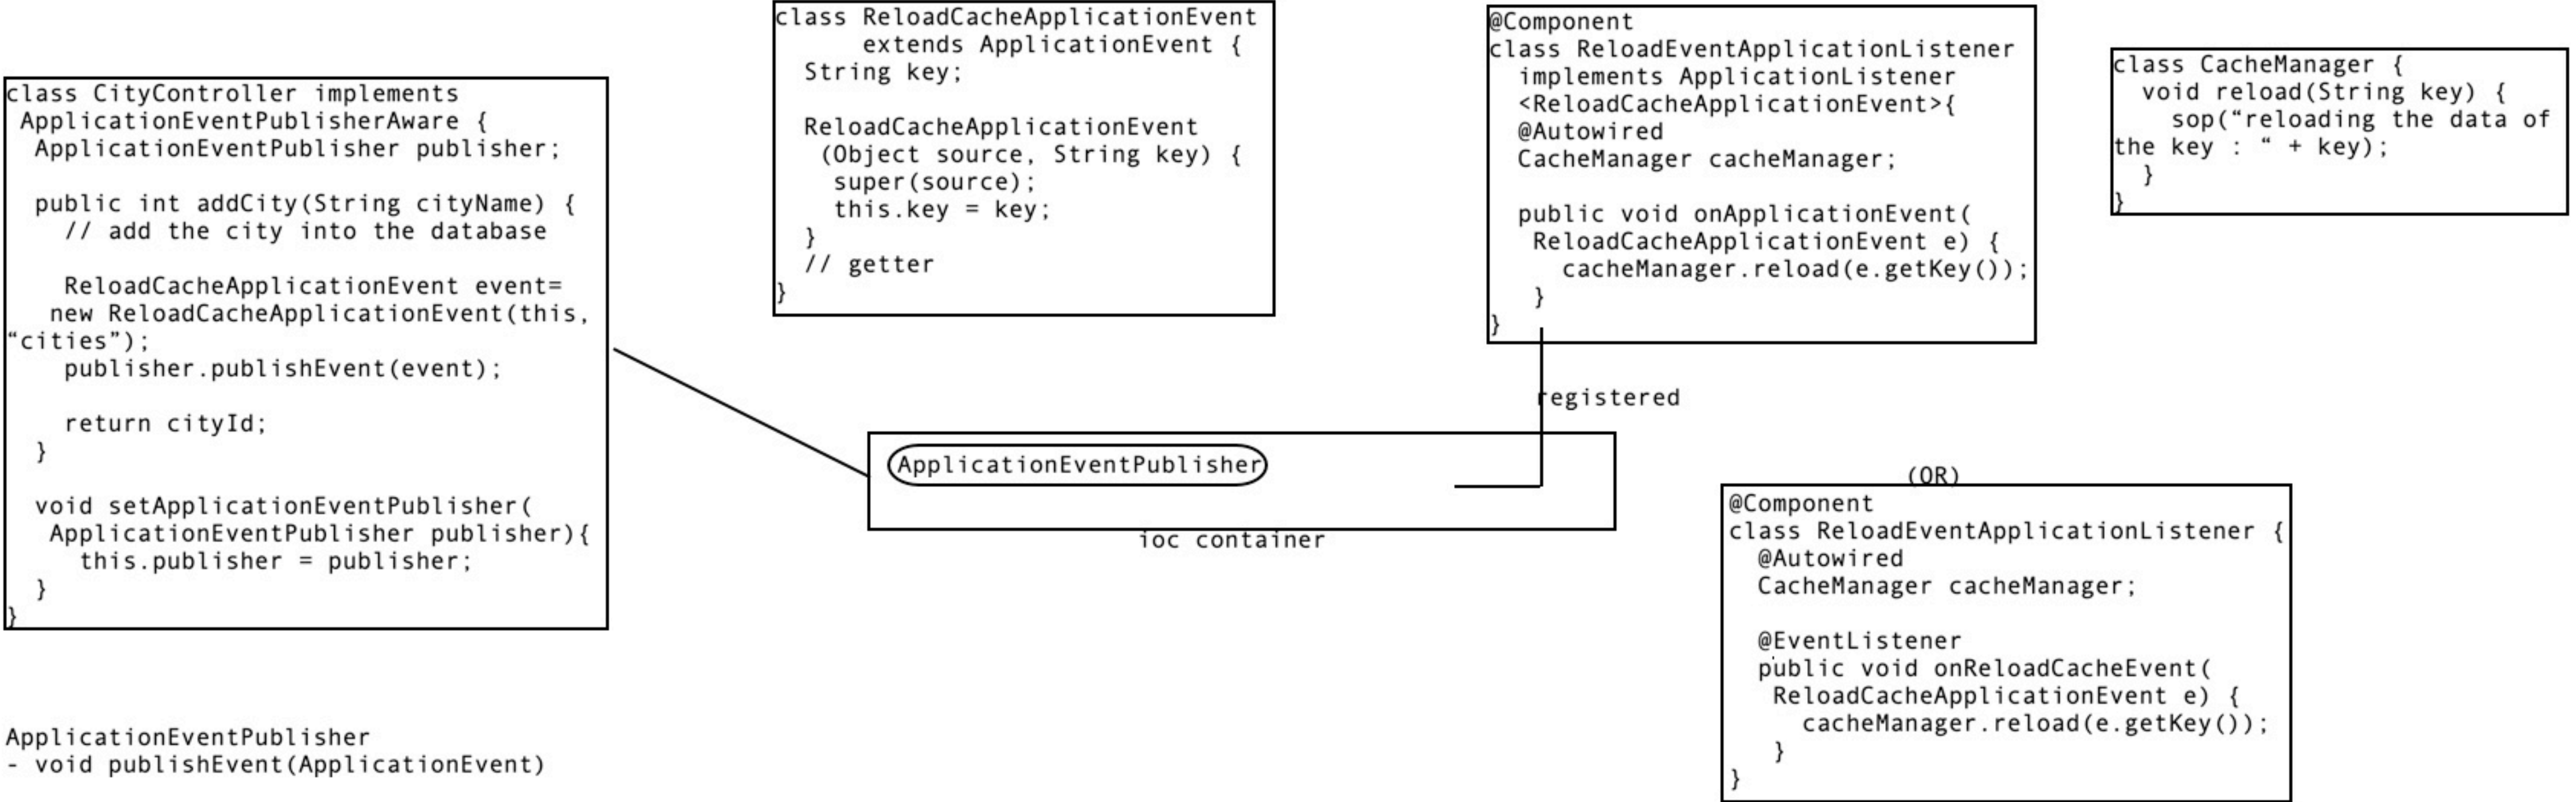 class CityController implements
ApplicationEventPublisherAware {
ApplicationEventPublisher publisher;
public int addCity(String cityName) {
// add the city into the database
ReloadCacheApplicationEvent event=
new ReloadCacheApplicationEvent(this,
“cities”);
publisher.publishEvent(event);
return cityId;
}
void setApplicationEventPublisher(
ApplicationEventPublisher publisher){
this.publisher = publisher;
}
}
ApplicationEventPublisher
- void publishEvent(ApplicationEvent)
class ReloadCacheApplicationEvent
extends ApplicationEvent {
String key;
ReloadCacheApplicationEvent
(Object source, String key) {
super(source);
this.key = key;
}
// getter
}
ApplicationEventPublisher
ioc container
@Component
class ReloadEventApplicationListener
implements ApplicationListener
<ReloadCacheApplicationEvent>{
@Autowired
CacheManager cacheManager;
public void onApplicationEvent(
ReloadCacheApplicationEvent e) {
cacheManager.reload(e.getKey());
}
}
registered
class CacheManager {
void reload(String key) {
sop(“reloading the data of
the key : “ + key);
}
}
(OR)
@Component
class ReloadEventApplicationListener {
@Autowired
CacheManager cacheManager;
@EventListener
public void onReloadCacheEvent(
ReloadCacheApplicationEvent e) {
cacheManager.reload(e.getKey());
}
}